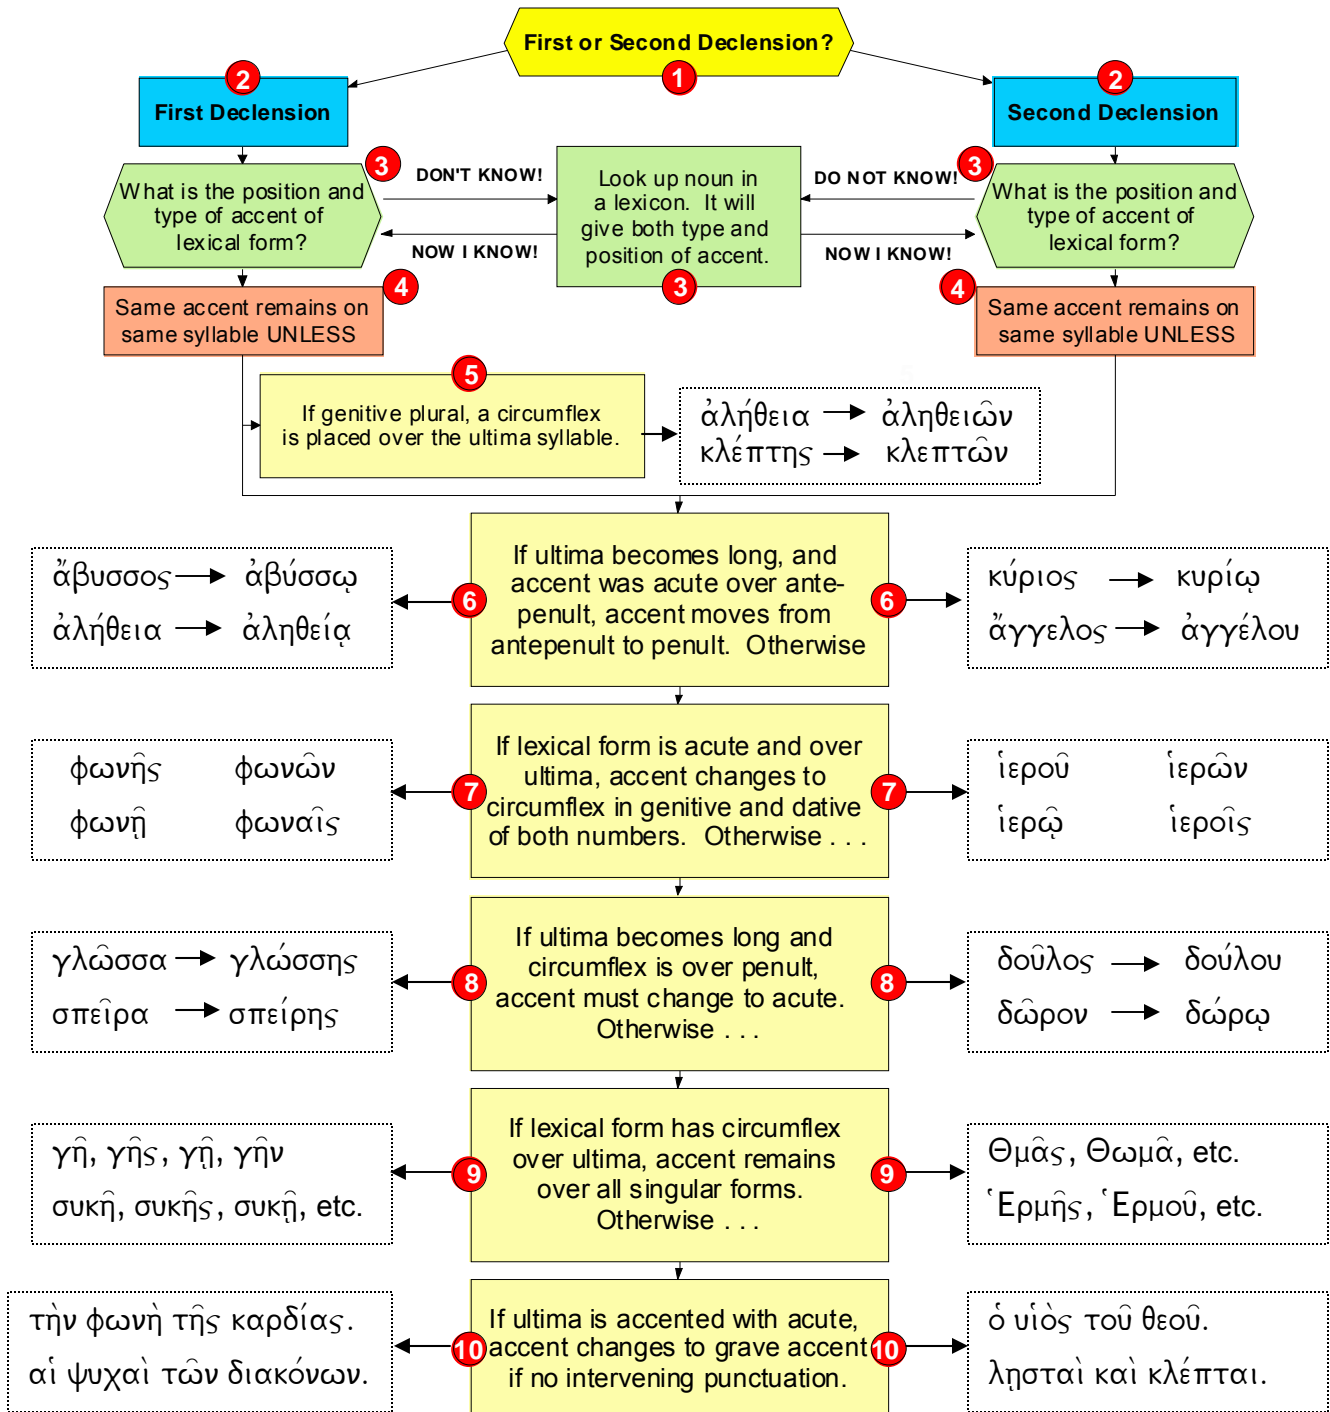 First or Second Declension?
1
2
First Declension
2
Second Declension
3
What is the position and
type of accent of
lexical form?
DON'T KNOW!
NOW I KNOW!
Look up noun in
a lexicon. It will
give both type and
position of accent.
3
DO NOT KNOW!
NOW I KNOW!
3
What is the position and
type of accent of
lexical form?
4
Same accent remains on
same syllable UNLESS
4
Same accent remains on
same syllable UNLESS
5
If genitive plural, a circumflex
is placed over the ultima syllable.
ἀλήθεια ἀληθειῶν
κλέπτης κλεπτῶν
ἄβυσσος ἀβύσσῳ
ἀλήθεια ἀληθείᾳ
6
If ultima becomes long, and
accent was acute over ante-
penult, accent moves from
antepenult to penult. Otherwise
6
κύριος κυρίῳ
ἄγγελος ἀγγέλου
φωνῆς φωνῶν
φωνῇ φωναῖς
7
If lexical form is acute and over
ultima, accent changes to
circumflex in genitive and dative
of both numbers. Otherwise . . .
7
ἱεροῦ ἱερῶν
ἱερῷ ἱεροῖς
γλῶσσα γλώσσης
σπεῖρα σπείρης
8
If ultima becomes long and
circumflex is over penult,
accent must change to acute.
Otherwise . . .
8
δοῦλος δούλου
δῶρον δώρῳ
γῆ, γῆς, γῇ, γῆν
συκῆ, συκῆς, συκῇ, etc.
9
If lexical form has circumflex
over ultima, accent remains
over all singular forms.
Otherwise . . .
9
Θμᾶς, Θωμᾶ, etc.
Ἑρμῆς, Ἑρμοῦ, etc.
τὴν φωνὴ τῆς καρδίας.
αἱ ψυχαὶ τῶν διακόνων.
10
If ultima is accented with acute,
accent changes to grave accent
if no intervening punctuation.
10
ὁ υἱὸς τοῦ θεοῦ.
λῃσταὶ καὶ κλέπται.